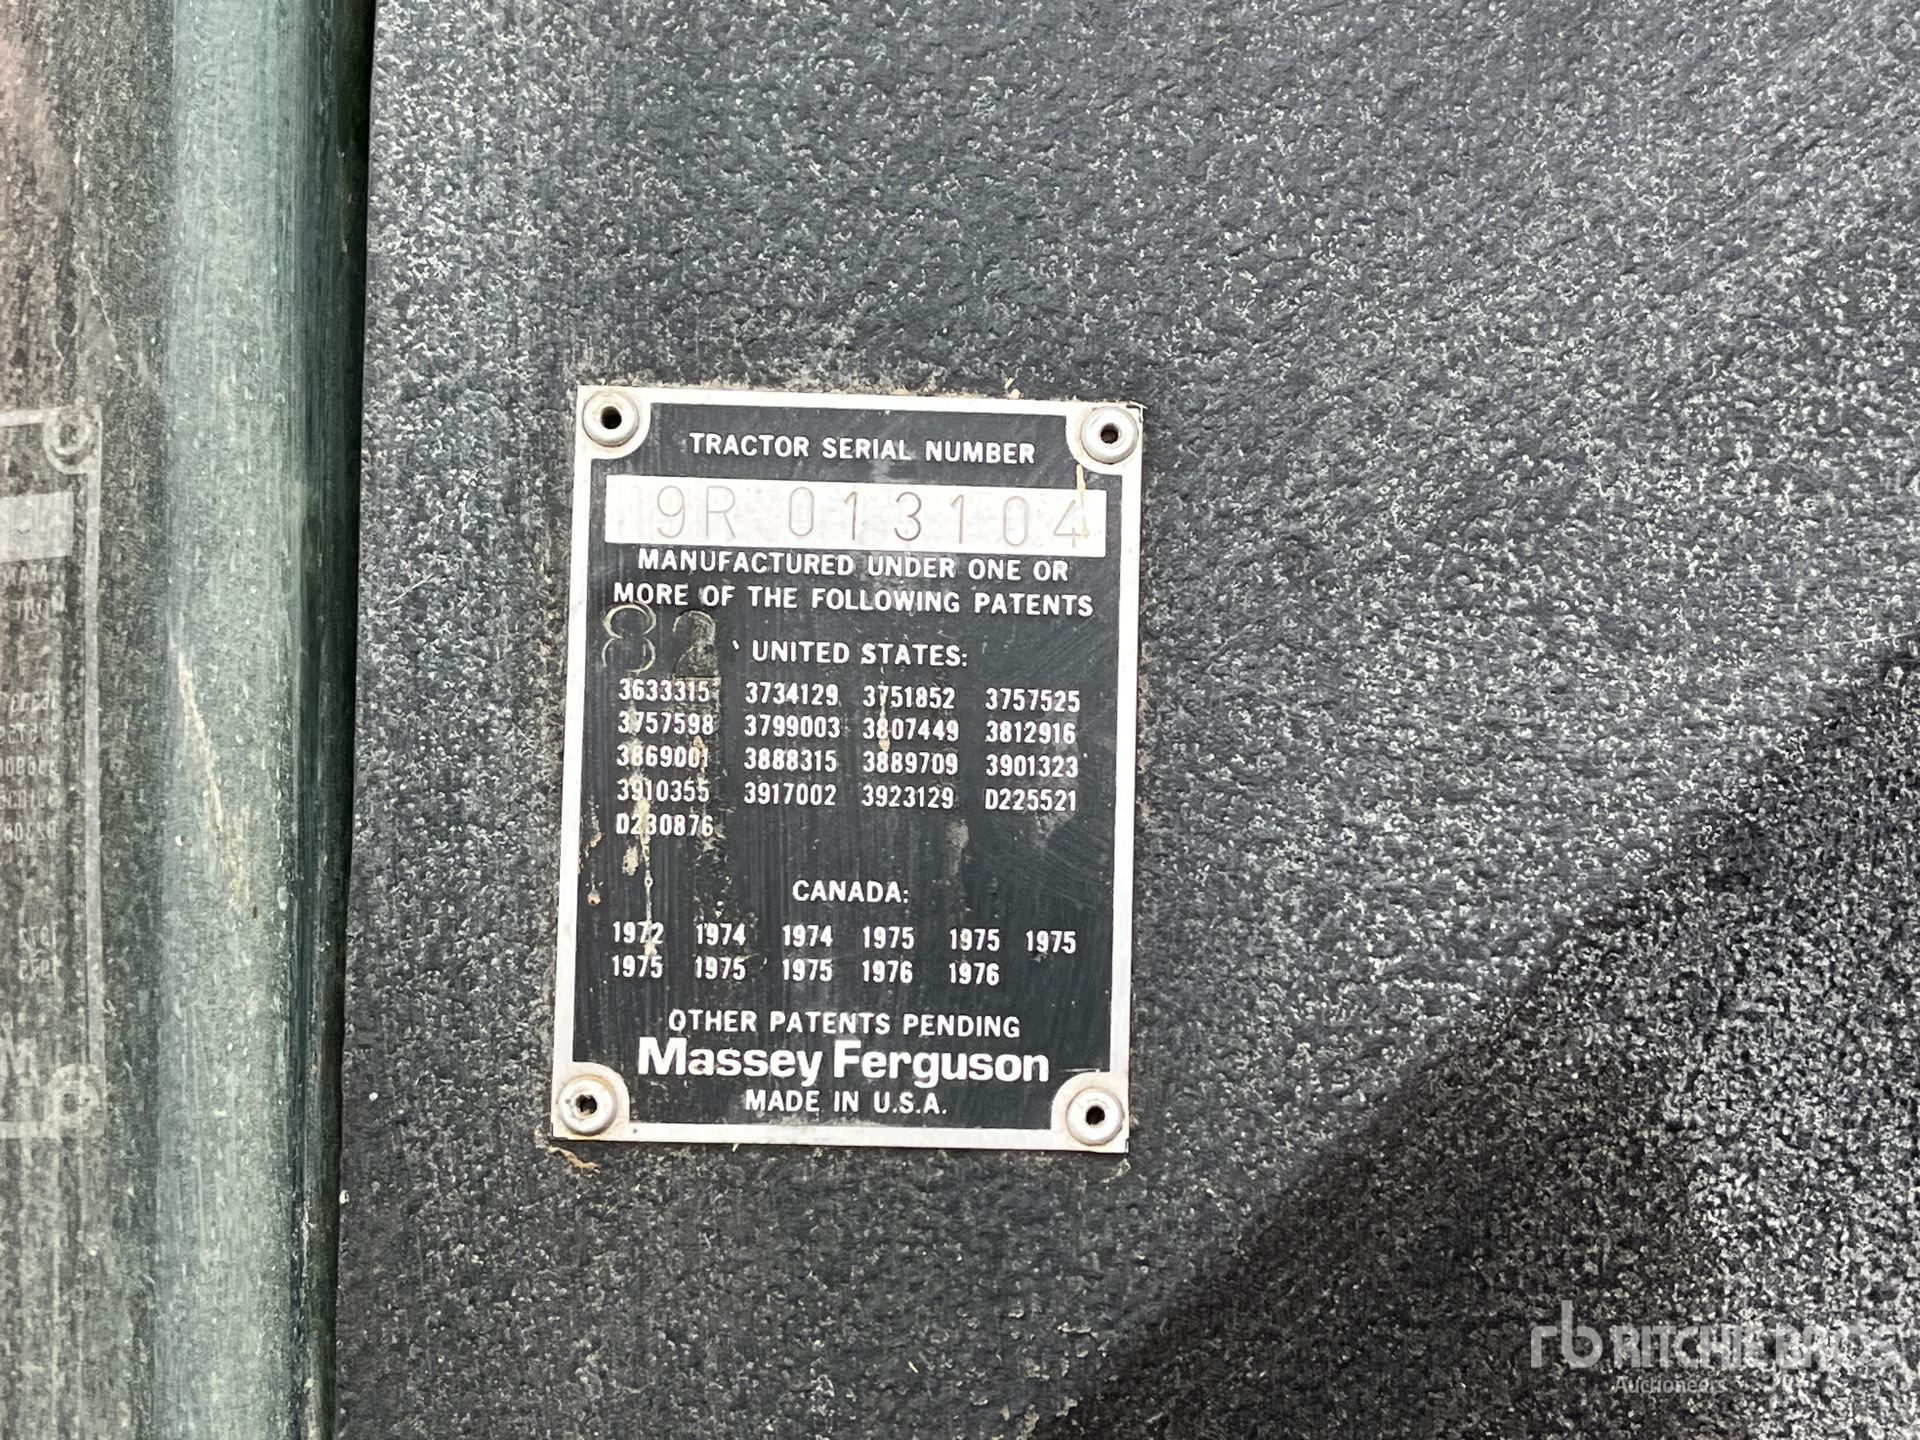 TRACTOR SERIAL NUMBER
9R 013104
MANUFACTURED UNDER ONE OR
MORE OF THE FOLLOWING PATENTS
82
UNITED STATES:
3633315 3734129 3751852 3757525
3757598 3799003 3807449 3812916
3869001 3888315 3889709 3901323
3910355 3917002 3923129 D225521
D230876
CANADA:
1972 1974 1974 1975 1975 1975
1975 1975 1975 1976 1976
OTHER PATENTS PENDING
Massey Ferguson
MADE IN U.S.A.
rb RITCHIE BROS
Auctioneers